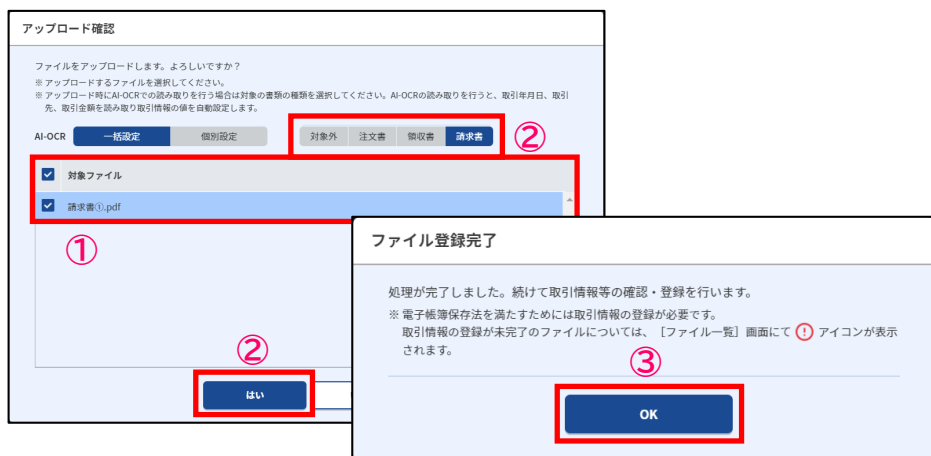 アップロード確認
ファイルをアップロードします。よろしいですか？
※ アップロードするファイルを選択してください。
※ アップロード時にAI-OCRでの読み取りを行う場合は対象の書類の種類を選択してください。AI-OCRの読み取りを行うと、取引年月日、取引
先、取引金額を読み取り取引情報の値を自動設定します。
AI-OCR 一括設定 個別設定 対象外 注文書 領収書 請求書 ②
対象ファイル
請求書①.pdf
①
②
はい
ファイル登録完了
処理が完了しました。続けて取引情報等の確認・登録を行います。
※ 電子帳簿保存法を満たすためには取引情報の登録が必要です。
取引情報の登録が未完了のファイルについては、［ファイル一覧］画面にて ! アイコンが表示
されます。
③
OK